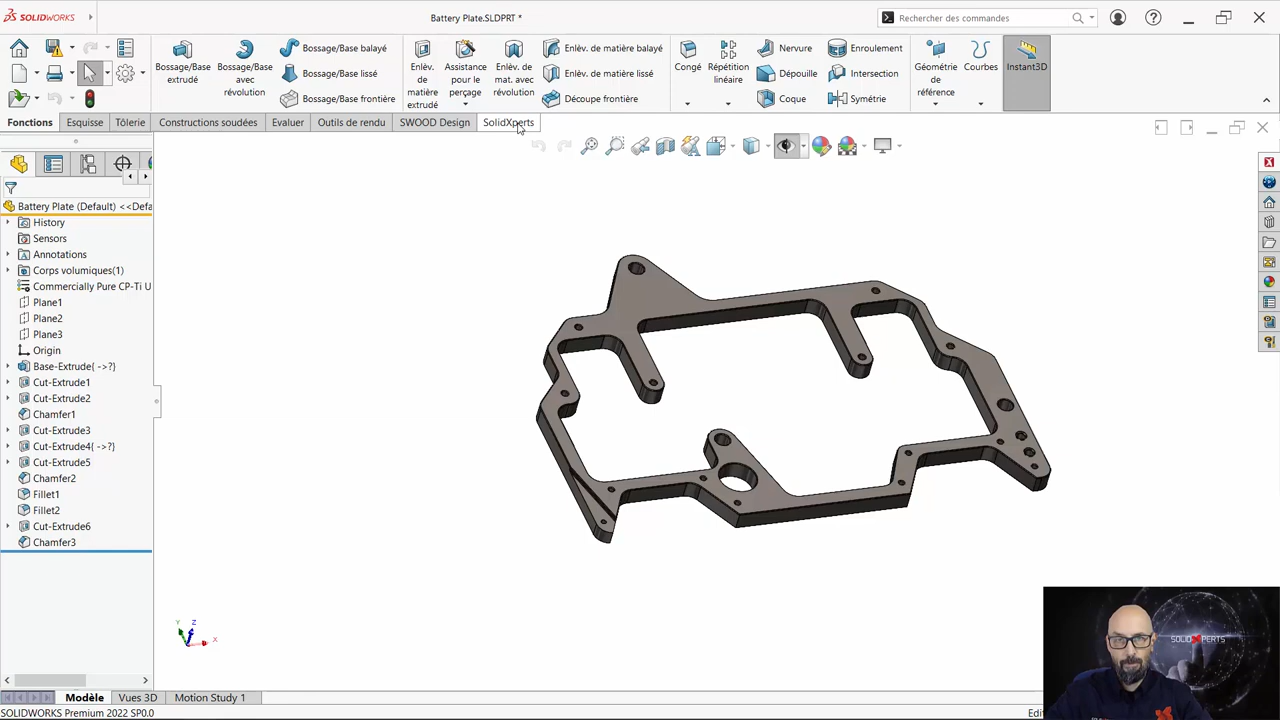 SOLIDWORKS
Battery Plate.SLDPRT *
Rechercher des commandes
Bossage/Base extrudé
Bossage/Base avec révolution
Bossage/Base balayé
Bossage/Base lissé
Bossage/Base frontière
Enlèv. de matière extrudé
Assistance pour le perçage
Enlèv. de mat. avec révolution
Enlèv. de matière balayé
Enlèv. de matière lissé
Découpe frontière
Congé
Répétition linéaire
Nervure
Dépouille
Coque
Enroulement
Intersection
Symétrie
Géométrie de référence
Courbes
Instant3D
Fonctions
Esquisse
Tôlerie
Constructions soudées
Evaluer
Outils de rendu
SWOOD Design
SolidXperts
Battery Plate (Default) <<Defa
History
Sensors
Annotations
Corps volumiques(1)
Commercially Pure CP-Ti U
Plane1
Plane2
Plane3
Origin
Base-Extrude{ ->?}
Cut-Extrude1
Cut-Extrude2
Chamfer1
Cut-Extrude3
Cut-Extrude4{ ->?}
Cut-Extrude5
Chamfer2
Fillet1
Fillet2
Cut-Extrude6
Chamfer3
Y
Z
X
SOLIDXPERTS
Modèle
Vues 3D
Motion Study 1
SOLIDWORKS Premium 2022 SP0.0
Edi